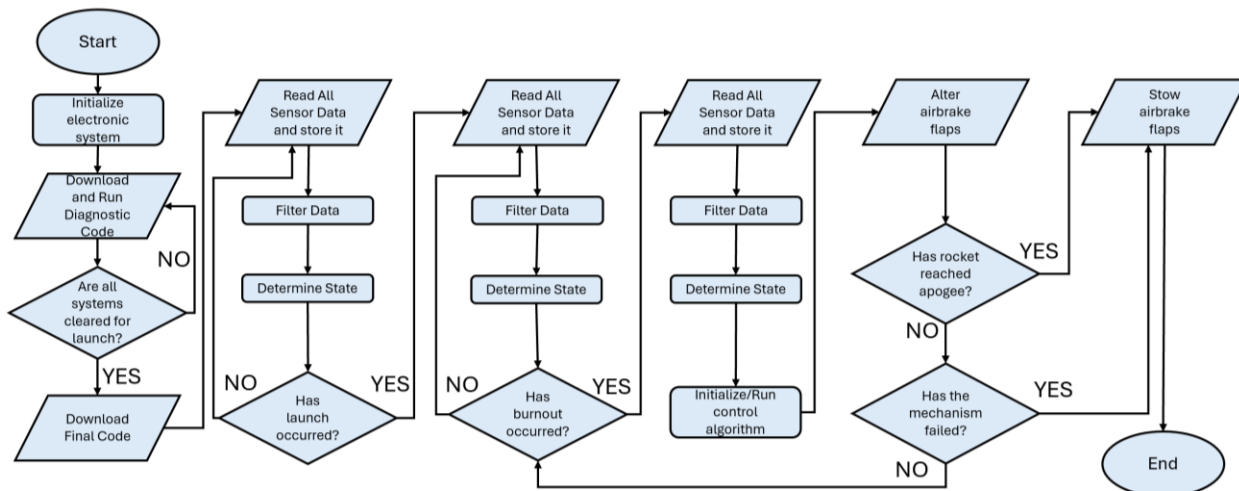 Start
Initialize
electronic
system
Download
and Run
Diagnostic
Code
NO
Are all
systems
cleared for
launch?
YES
Download
Final Code
Read All
Sensor Data
and store it
Filter Data
Determine State
NO
YES
Has
launch
occurred?
Read All
Sensor Data
and store it
Filter Data
Determine State
NO
YES
Has
burnout
occurred?
Read All
Sensor Data
and store it
Filter Data
Determine State
Initialize/Run
control
algorithm
Alter
airbrake
flaps
Has rocket
reached
apogee?
YES
NO
Has the
mechanism
failed?
YES
NO
Stow
airbrake
flaps
End